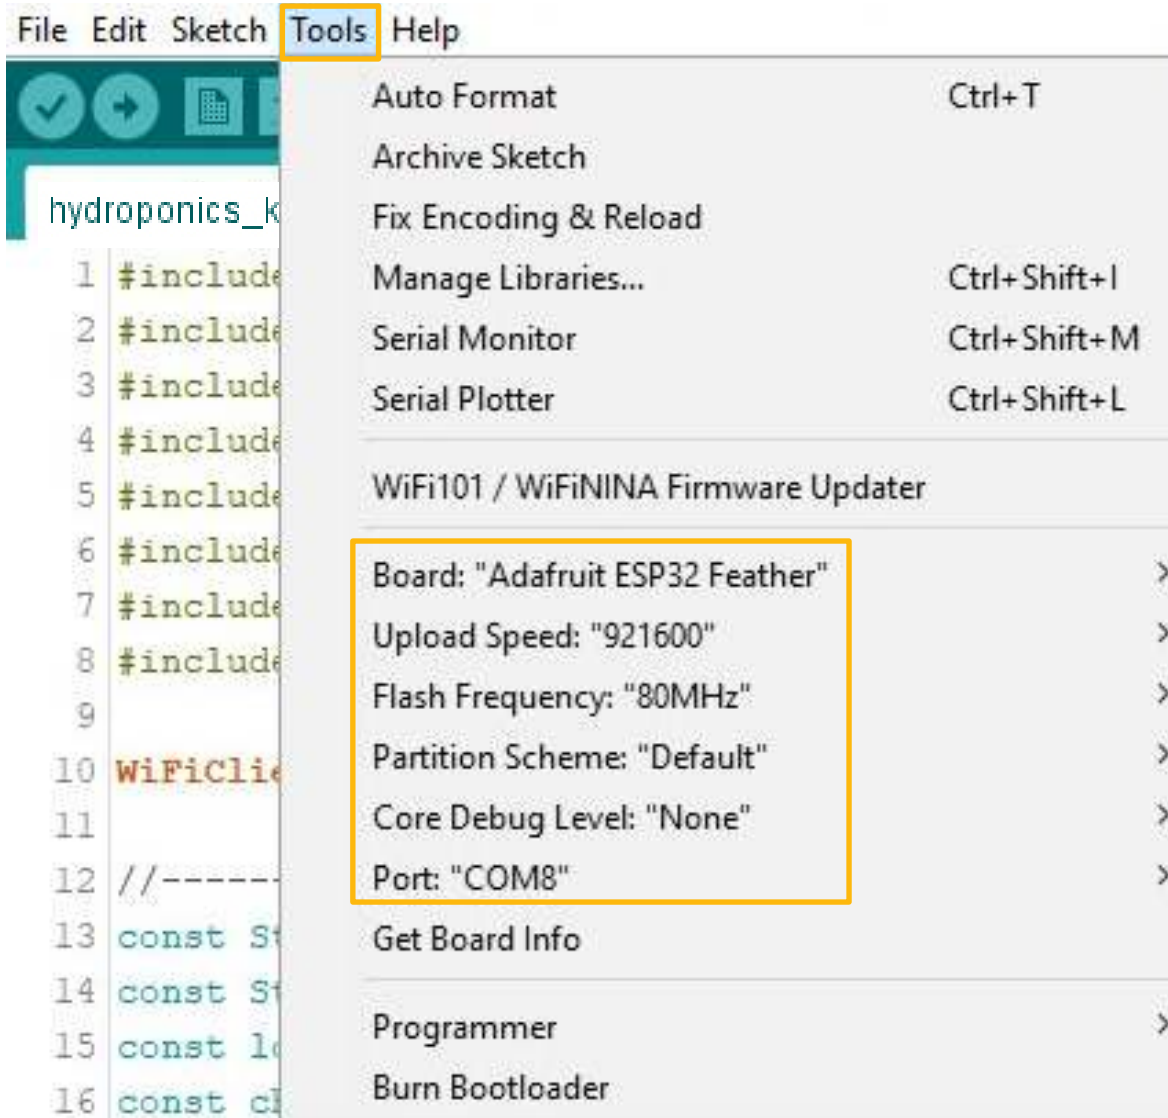 File Edit Sketch Tools Help
Auto Format Ctrl+T
Archive Sketch
hydroponics_k
Fix Encoding & Reload
1 #include
Manage Libraries... Ctrl+Shift+I
2 #include
Serial Monitor Ctrl+Shift+M
3 #include
Serial Plotter Ctrl+Shift+L
4 #include
5 #include
WiFi101 / WiFiNINA Firmware Updater
6 #include
Board: "Adafruit ESP32 Feather"
7 #include
Upload Speed: "921600"
8 #include
Flash Frequency: "80MHz"
9
Partition Scheme: "Default"
10 WiFiClie
11
Core Debug Level: "None"
12 //------
Port: "COM8"
13 const St
Get Board Info
14 const St
15 const lo
Programmer
16 const ch
Burn Bootloader